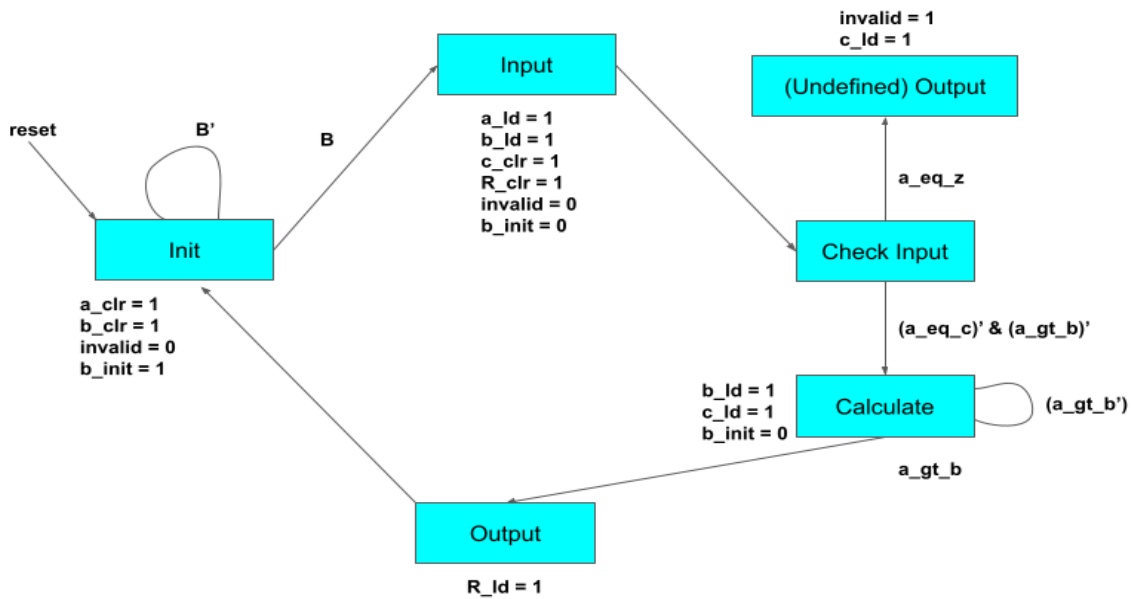 invalid = 1
c_ld = 1
Input
(Undefined) Output
a_ld = 1
b_ld = 1
c_clr = 1
R_clr = 1
invalid = 0
b_init = 0
reset
B'
B
a_eq_z
Init
Check Input
a_clr = 1
b_clr = 1
invalid = 0
b_init = 1
(a_eq_c)’ & (a_gt_b)’
b_ld = 1
c_ld = 1
b_init = 0
Calculate
(a_gt_b’)
a_gt_b
Output
R_ld = 1